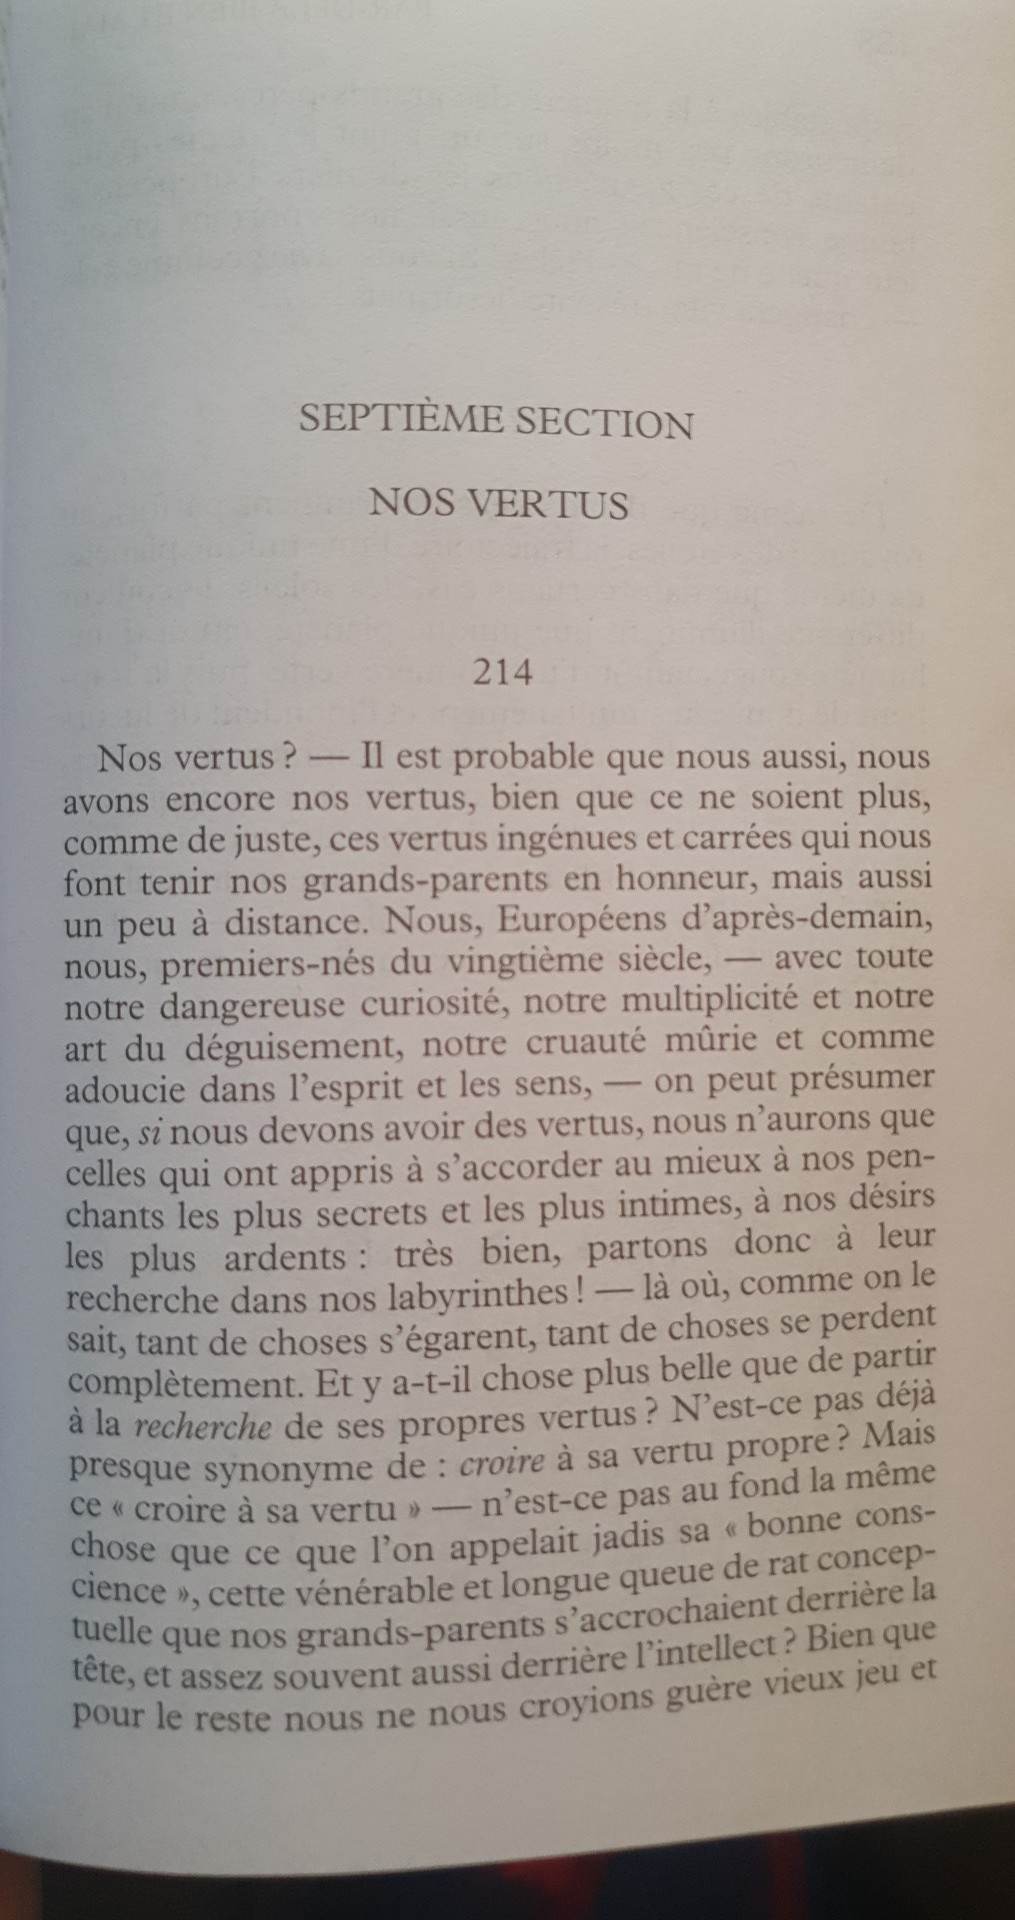 SEPTIÈME SECTION
NOS VERTUS
214
Nos vertus ? — Il est probable que nous aussi, nous
avons encore nos vertus, bien que ce ne soient plus,
comme de juste, ces vertus ingénues et carrées qui nous
font tenir nos grands-parents en honneur, mais aussi
un peu à distance. Nous, Européens d'après-demain,
nous, premiers-nés du vingtième siècle, — avec toute
notre dangereuse curiosité, notre multiplicité et notre
art du déguisement, notre cruauté mûrie et comme
adoucie dans l'esprit et les sens, — on peut présumer
que, si nous devons avoir des vertus, nous n'aurons que
celles qui ont appris à s'accorder au mieux à nos pen-
chants les plus secrets et les plus intimes, à nos désirs
les plus ardents : très bien, partons donc à leur
recherche dans nos labyrinthes ! — là où, comme on le
sait, tant de choses s'égarent, tant de choses se perdent
complètement. Et y a-t-il chose plus belle que de partir
à la recherche de ses propres vertus ? N'est-ce pas déjà
presque synonyme de : croire à sa vertu propre ? Mais
ce « croire à sa vertu » — n'est-ce pas au fond la même
chose que ce que l'on appelait jadis sa « bonne cons-
cience », cette vénérable et longue queue de rat concep-
tuelle que nos grands-parents s'accrochaient derrière la
tête, et assez souvent aussi derrière l'intellect ? Bien que
pour le reste nous ne nous croyions guère vieux jeu et